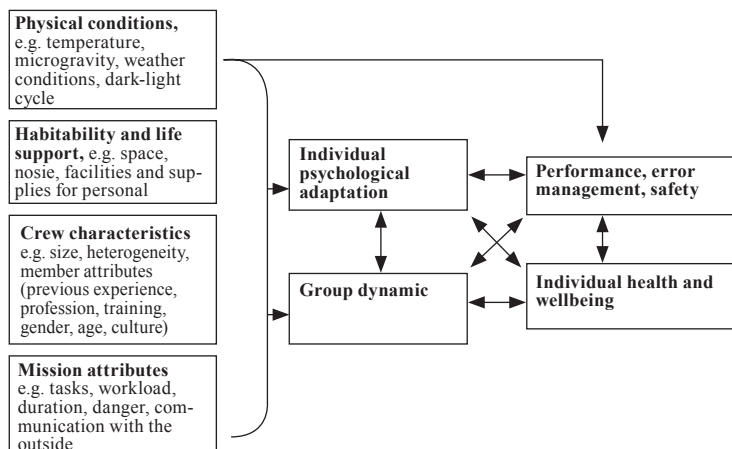 Physical conditions,
e.g. temperature,
microgravity, weather
conditions, dark-light
cycle
Habitability and life
support, e.g. space,
nosie, facilities and sup-
plies for personal
Crew characteristics
e.g. size, heterogeneity,
member attributes
(previous experience,
profession, training,
gender, age, culture)
Mission attributes
e.g. tasks, workload,
duration, danger, com-
munication with the
outside
Individual
psychological
adaptation
Group dynamic
Performance, error
management, safety
Individual health and
wellbeing